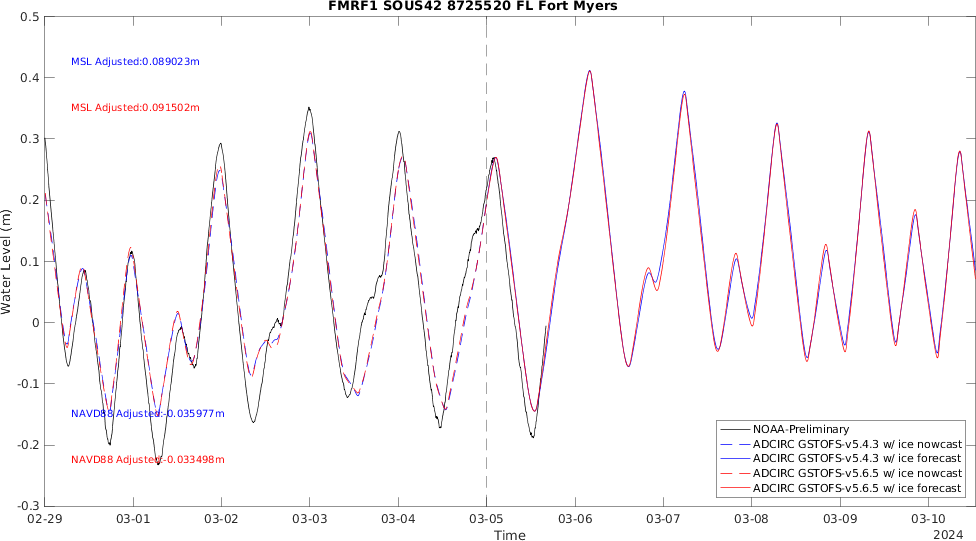 FMRF1 SOUS42 8725520 FL Fort Myers
0.5
0.4
0.3
0.2
0.1
0
-0.1
-0.2
-0.3
Water Level (m)
MSL Adjusted:0.089023m
MSL Adjusted:0.091502m
NAVD88 Adjusted:-0.035977m
NAVD88 Adjusted:-0.033498m
NOAA-Preliminary
ADCIRC GSTOFS-v5.4.3 w/ ice nowcast
ADCIRC GSTOFS-v5.4.3 w/ ice forecast
ADCIRC GSTOFS-v5.6.5 w/ ice nowcast
ADCIRC GSTOFS-v5.6.5 w/ ice forecast
02-29 03-01 03-02 03-03 03-04 03-05 03-06 03-07 03-08 03-09 03-10
Time
2024